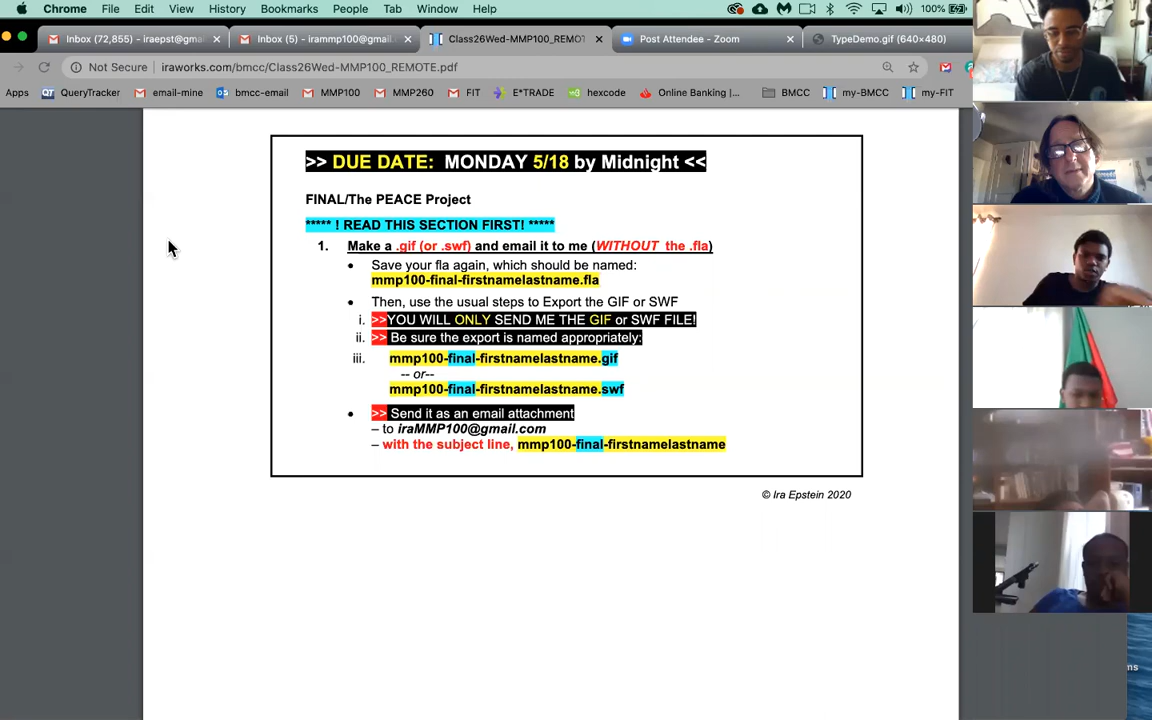 Chrome File Edit View History Bookmarks People Tab Window Help 100%
Inbox (72,855) - iraepst@gma Inbox (5) - irammp100@gmail. Class26Wed-MMP100_REMOT Post Attendee - Zoom TypeDemo.gif (640×480)
Not Secure iraworks.com/bmcc/Class26Wed-MMP100_REMOTE.pdf
Apps QT QueryTracker email-mine bmcc-email MMP100 MMP260 FIT E*TRADE hexcode Online Banking |... BMCC my-BMCC my-FIT
>> DUE DATE: MONDAY 5/18 by Midnight <<
FINAL/The PEACE Project
***** ! READ THIS SECTION FIRST! *****
1. Make a .gif (or .swf) and email it to me (WITHOUT the .fla)
• Save your fla again, which should be named:
mmp100-final-firstnamelastname.fla
• Then, use the usual steps to Export the GIF or SWF
i. >>YOU WILL ONLY SEND ME THE GIF or SWF FILE!
ii. >> Be sure the export is named appropriately:
iii. mmp100-final-firstnamelastname.gif
-- or--
mmp100-final-firstnamelastname.swf
• >> Send it as an email attachment
– to iraMMP100@gmail.com
– with the subject line, mmp100-final-firstnamelastname
© Ira Epstein 2020
ms